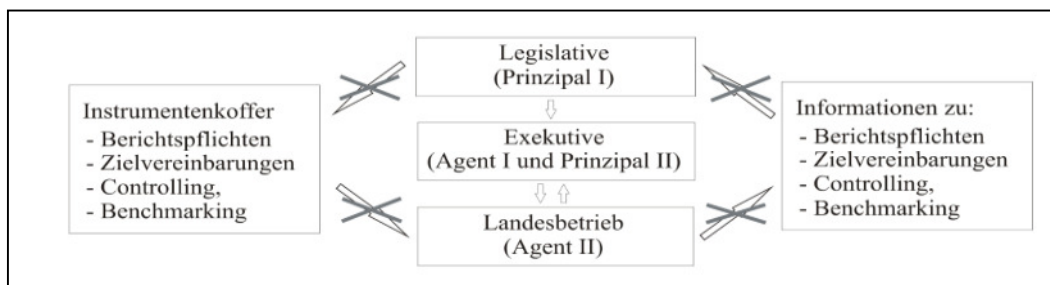 Legislative
(Prinzipal I)
Instrumentenkoffer
- Berichtspflichten
- Zielvereinbarungen
- Controlling,
- Benchmarking
Exekutive
(Agent I und Prinzipal II)
Landesbetrieb
(Agent II)
Informationen zu:
- Berichtspflichten
- Zielvereinbarungen
- Controlling,
- Benchmarking